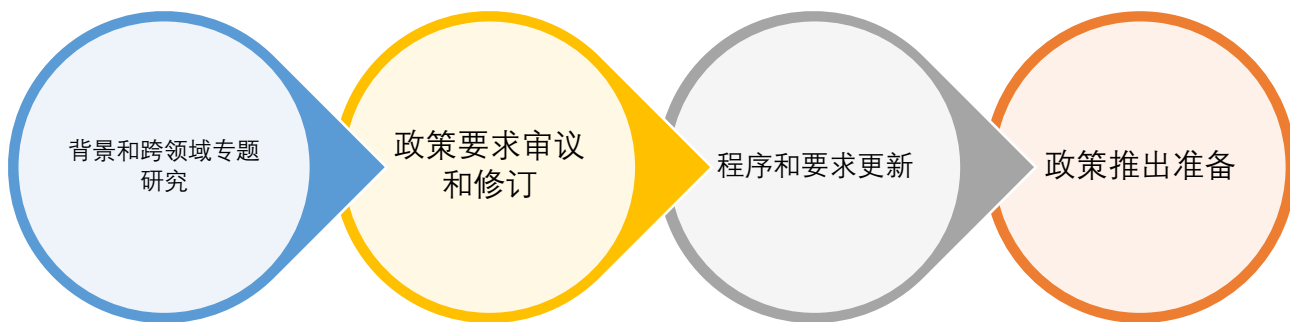 背景和跨领域专题
研究
政策要求审议
和修订
程序和要求更新
政策推出准备